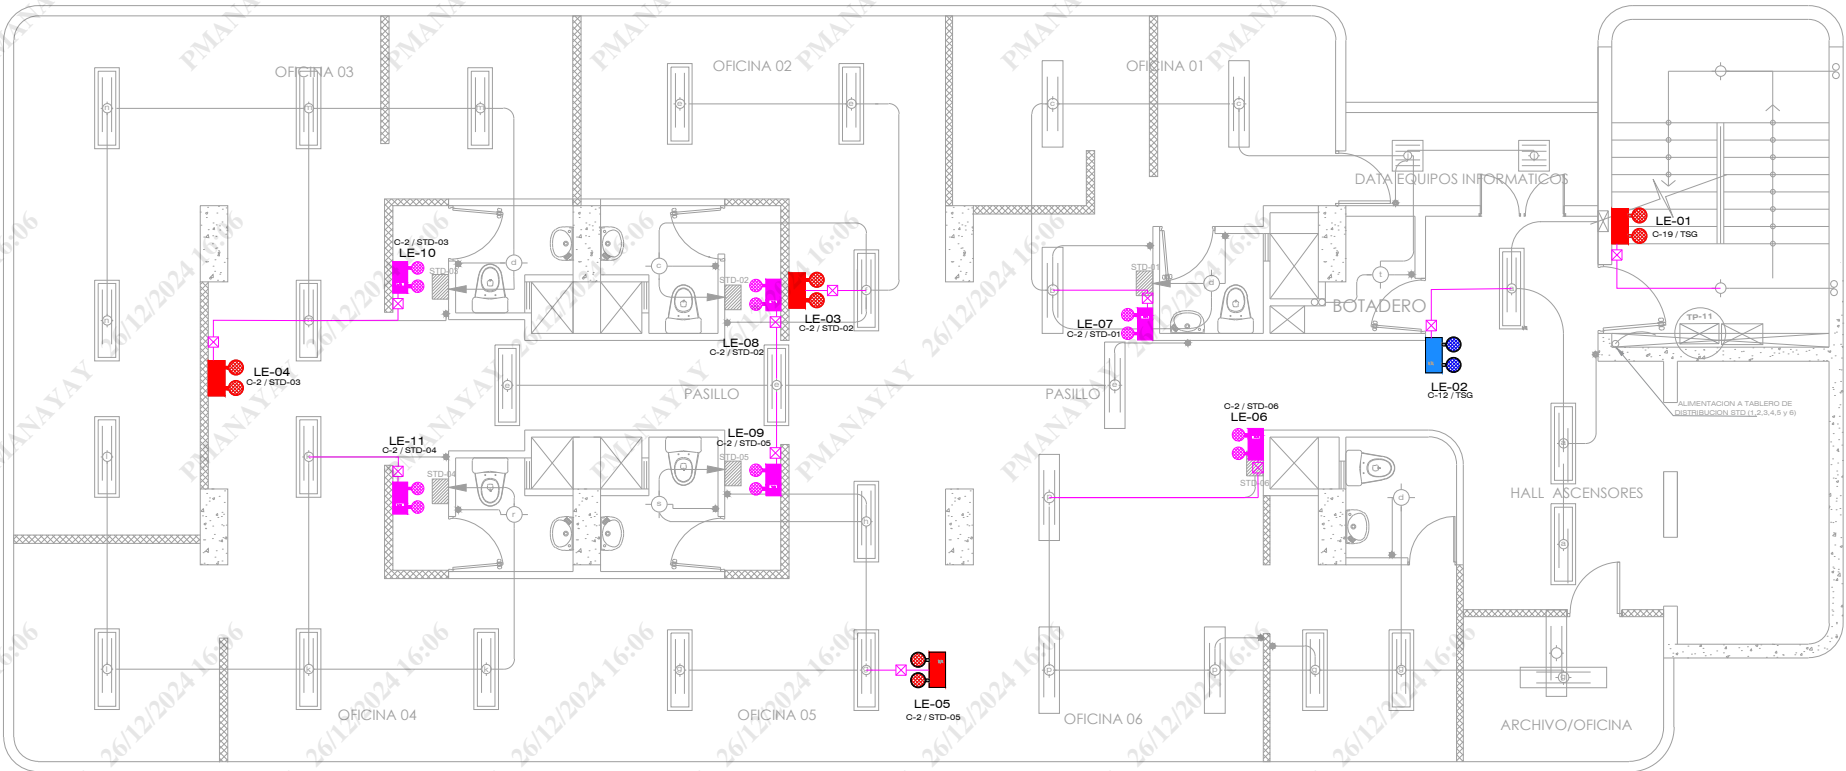 OFICINA 03
OFICINA 02
OFICINA 01
DATA EQUIPOS INFORMATICOS
LE-01
C-19 / TSG
C-2 / STD-03
LE-10
STD-03
STD-02
STD-01
LE-03
C-2 / STD-02
LE-08
C-2 / STD-02
LE-07
C-2 / STD-01
BOTADERO
TP-11
LE-04
C-2 / STD-03
PASILLO
PASILLO
LE-02
C-12 / TSG
ALIMENTACION A TABLERO DE
DISTRIBUCION STD (1,2,3,4,5 y 6)
C-2 / STD-06
LE-06
LE-11
C-2 / STD-04
LE-09
C-2 / STD-05
STD-04
STD-05
STD-06
HALL ASCENSORES
LE-05
C-2 / STD-05
OFICINA 04
OFICINA 05
OFICINA 06
ARCHIVO/OFICINA
PMANAYAY
26/12/2024 16:06